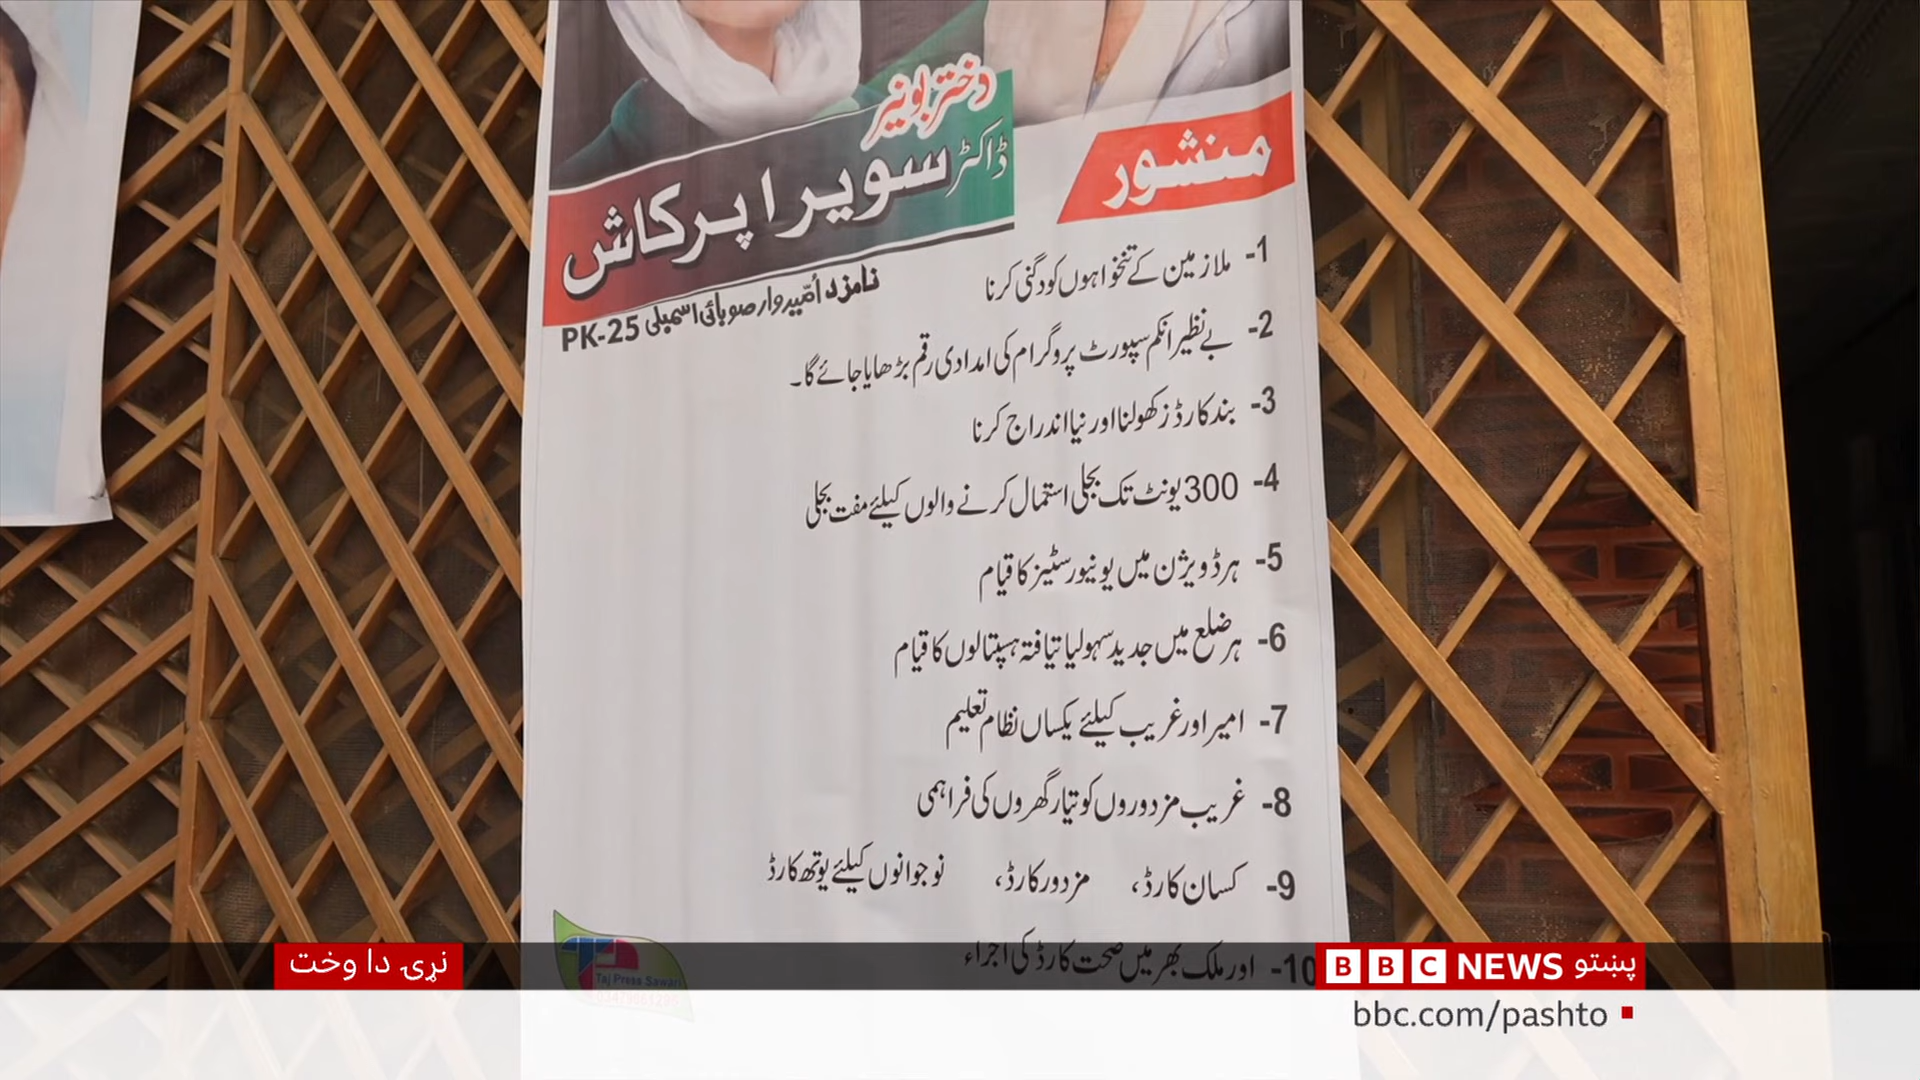 دختر بونیر
ڈاکٹر سویرا پرکاش
نامزد اُمیدوار صوبائی اسمبلی PK-25
منشور
1- ملازمین کے تنخواہوں کو دگنی کرنا
2- بے نظیر انکم سپورٹ پروگرام کی امدادی رقم بڑھایا جائے گا۔
3- بند کارڈز کھولنا اور نیا اندراج کرنا
4- 300 یونٹ تک بجلی استمال کرنے والوں کیلئے مفت بجلی
5- ہر ڈویژن میں یونیورسٹیز کا قیام
6- ہر ضلع میں جدید سہولیات یافتہ ہسپتالوں کا قیام
7- امیر اور غریب کیلئے یکساں نظام تعلیم
8- غریب مزدوروں کو تیار گھروں کی فراہمی
9- کسان کارڈ، مزدور کارڈ، نوجوانوں کیلئے یوتھ کارڈ
10- اور ملک بھر میں صحت کارڈ کی اجراء
Taj Press Sawari
نړۍ دا وخت
BBC NEWS پښتو
bbc.com/pashto